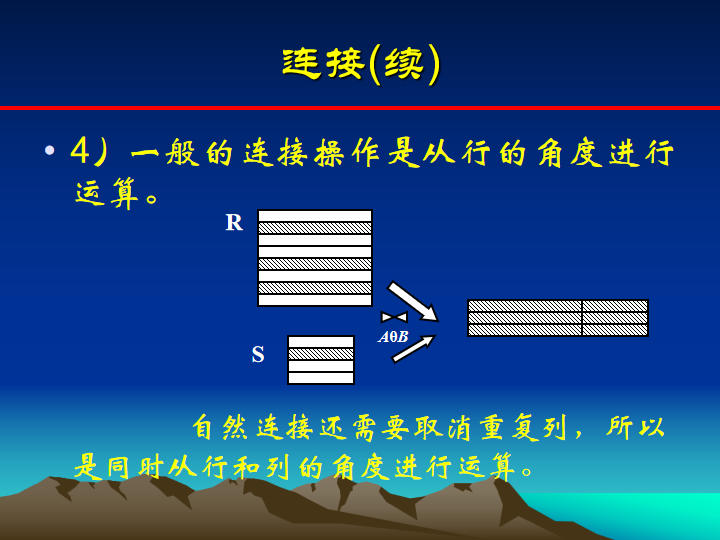 连接(续)
• 4）一般的连接操作是从行的角度进行
运算。
R
AθB
S
自然连接还需要取消重复列，所以
是同时从行和列的角度进行运算。